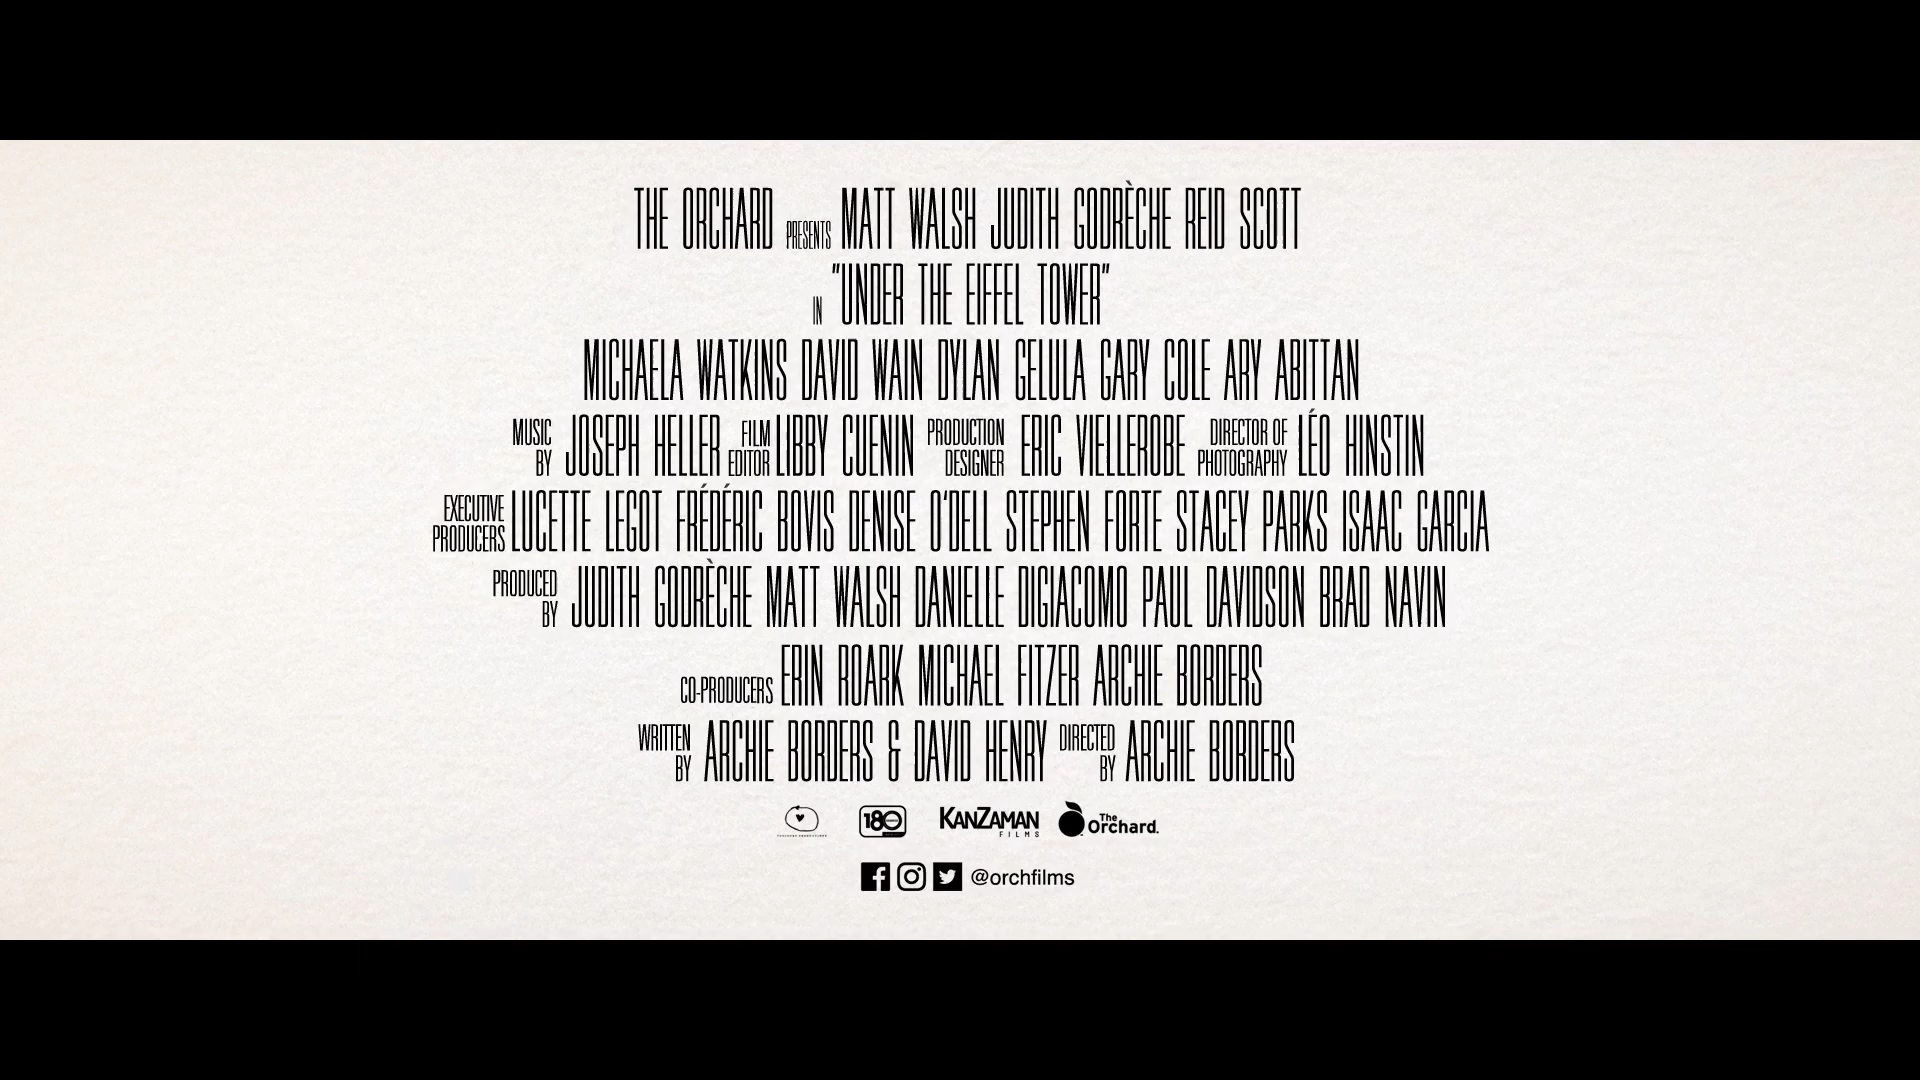 THE ORCHARD PRESENTS MATT WALSH JUDITH GODRÈCHE REID SCOTT
IN "UNDER THE EIFFEL TOWER"
MICHAELA WATKINS DAVID WAIN DYLAN GELULA GARY COLE ARY ABITTAN
MUSIC BY JOSEPH HELLER FILM EDITOR LIBBY CUENIN PRODUCTION DESIGNER ERIC VIELLEROBE DIRECTOR OF PHOTOGRAPHY LÉO HINSTIN
EXECUTIVE PRODUCERS LUCETTE LEGOT FRÉDÉRIC BOVIS DENISE O'DELL STEPHEN FORTE STACEY PARKS ISAAC GARCIA
PRODUCED BY JUDITH GODRÈCHE MATT WALSH DANIELLE DIGIACOMO PAUL DAVIDSON BRAD NAVIN
CO-PRODUCERS ERIN ROARK MICHAEL FITZER ARCHIE BORDERS
WRITTEN BY ARCHIE BORDERS & DAVID HENRY DIRECTED BY ARCHIE BORDERS
180 KANZAMAN FILMS The Orchard.
@orchfilms